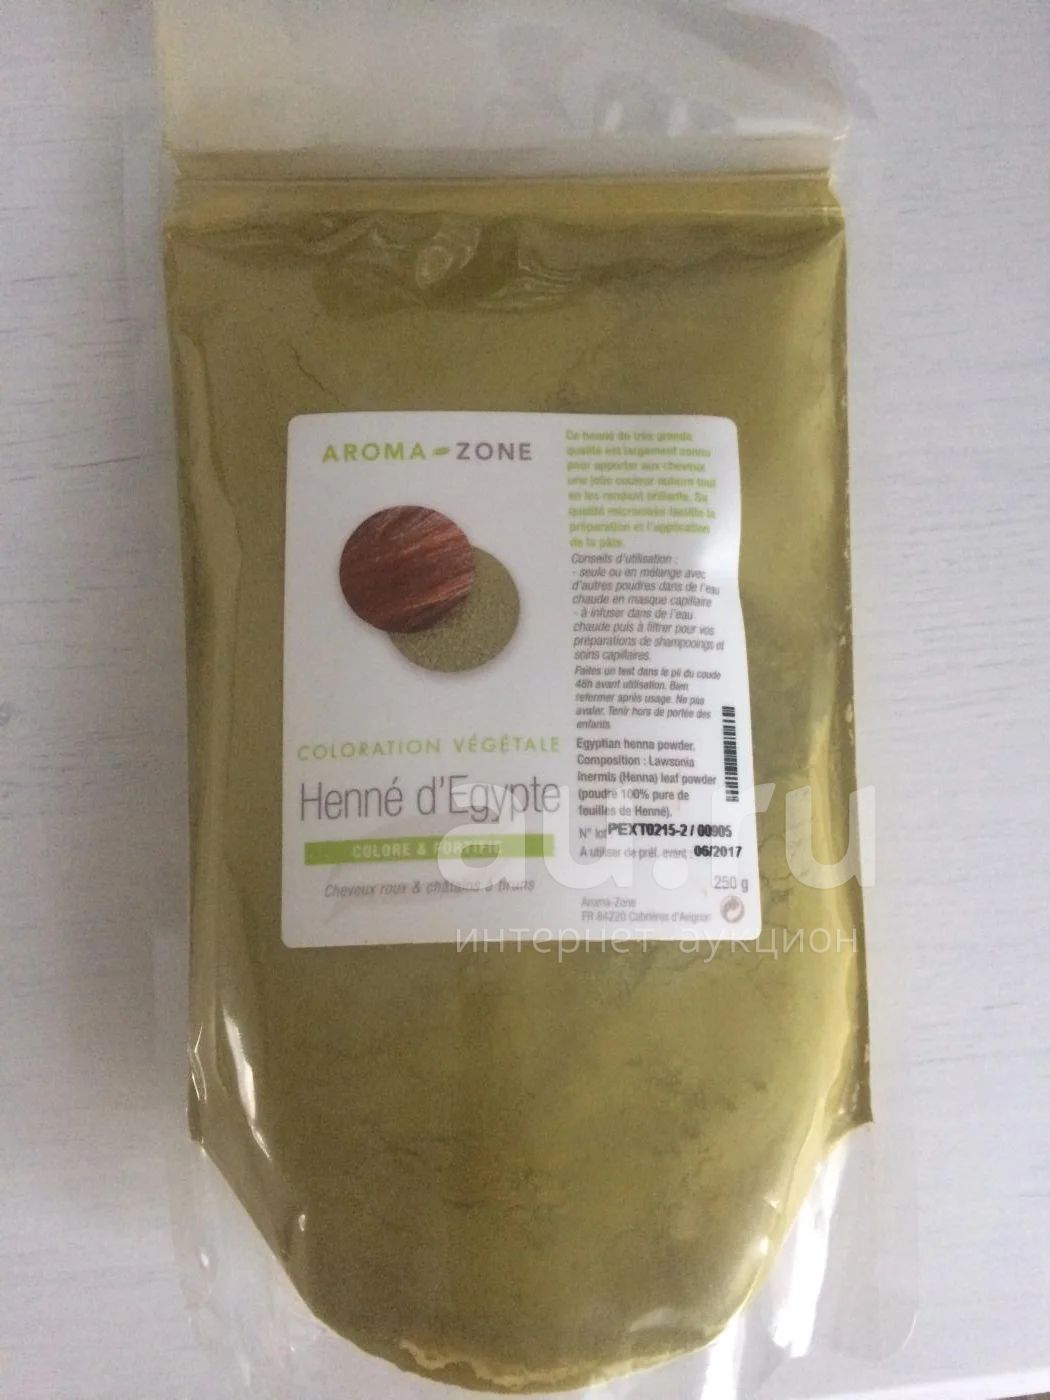 AROMA-ZONE
COLORATION VÉGÉTALE
Henné d'Egypte
COLORE & FORTIFIE
Cheveux roux & châtains à bruns
Ce henné de très grande
qualité est largement connu
pour apporter aux cheveux
une jolie couleur auburn tout
en les rendant brillants. Sa
qualité micronisée facilite la
préparation et l'application
de la pâte.
Conseils d'utilisation :
- seule ou en mélange avec
d'autres poudres dans de l'eau
chaude en masque capillaire
- à infuser dans de l'eau
chaude puis à filtrer pour vos
préparations de shampooings et
soins capillaires.
Faites un test dans le pli du coude
48h avant utilisation. Bien
refermer après usage. Ne pas
avaler. Tenir hors de portée des
enfants.
Egyptian henna powder.
Composition : Lawsonia
Inermis (Henna) leaf powder
(poudre 100% pure de
feuilles de Henné).
N° lot PEXT0215-2 / 00905
A utiliser de préf. avant : 06/2017
250 g
Aroma-Zone
FR 84220 Cabrières d'Avignon
au.ru
интернет аукцион